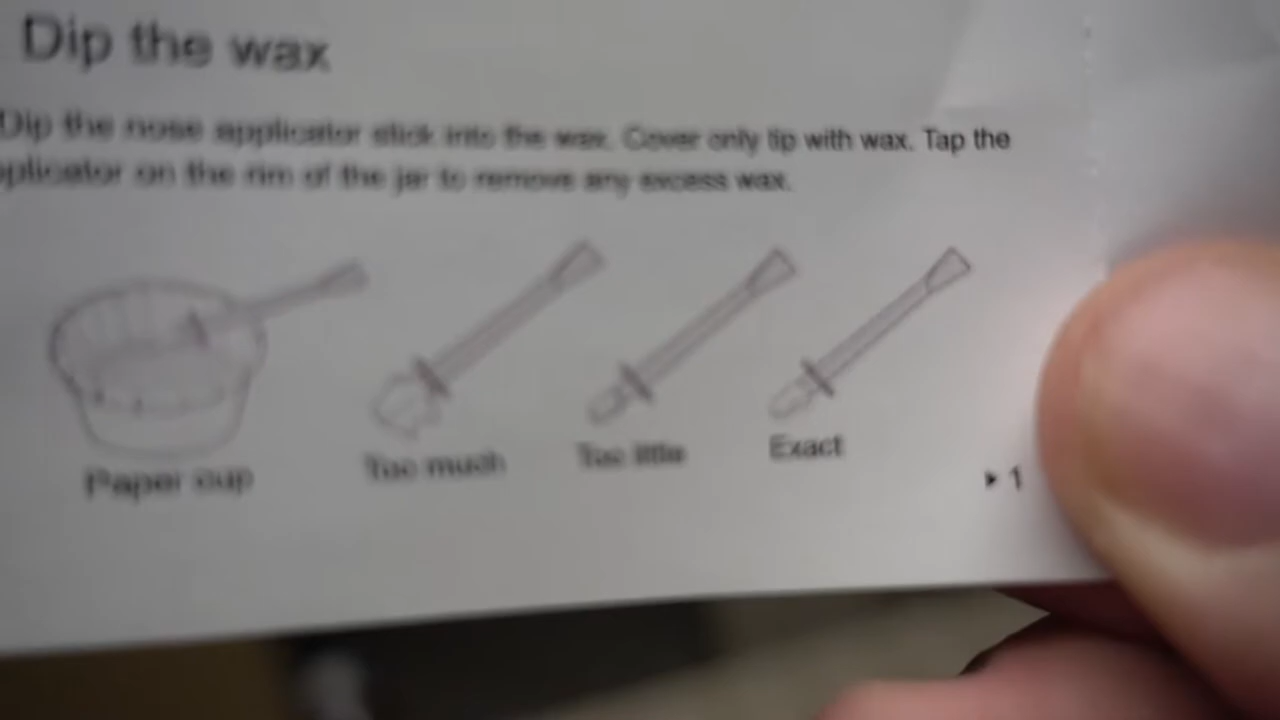 Dip the wax
Dip the nose applicator stick into the wax. Cover only tip with wax. Tap the
plicator on the rim of the jar to remove any excess wax.
Paper cup
Too much
Too little
Exact
▸ 1